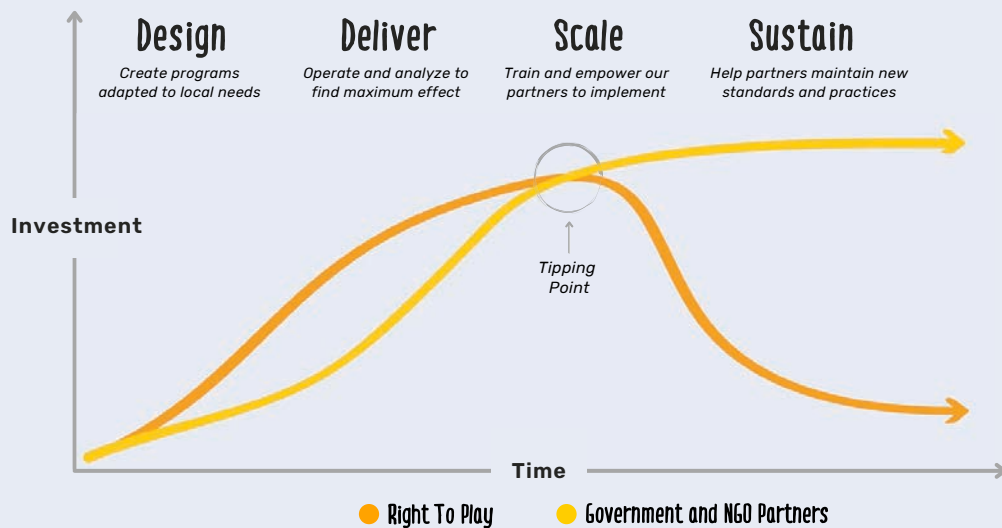 Design
Create programs
adapted to local needs
Deliver
Operate and analyze to
find maximum effect
Scale
Train and empower our
partners to implement
Sustain
Help partners maintain new
standards and practices
Investment
Tipping
Point
Time
Right To Play
Government and NGO Partners